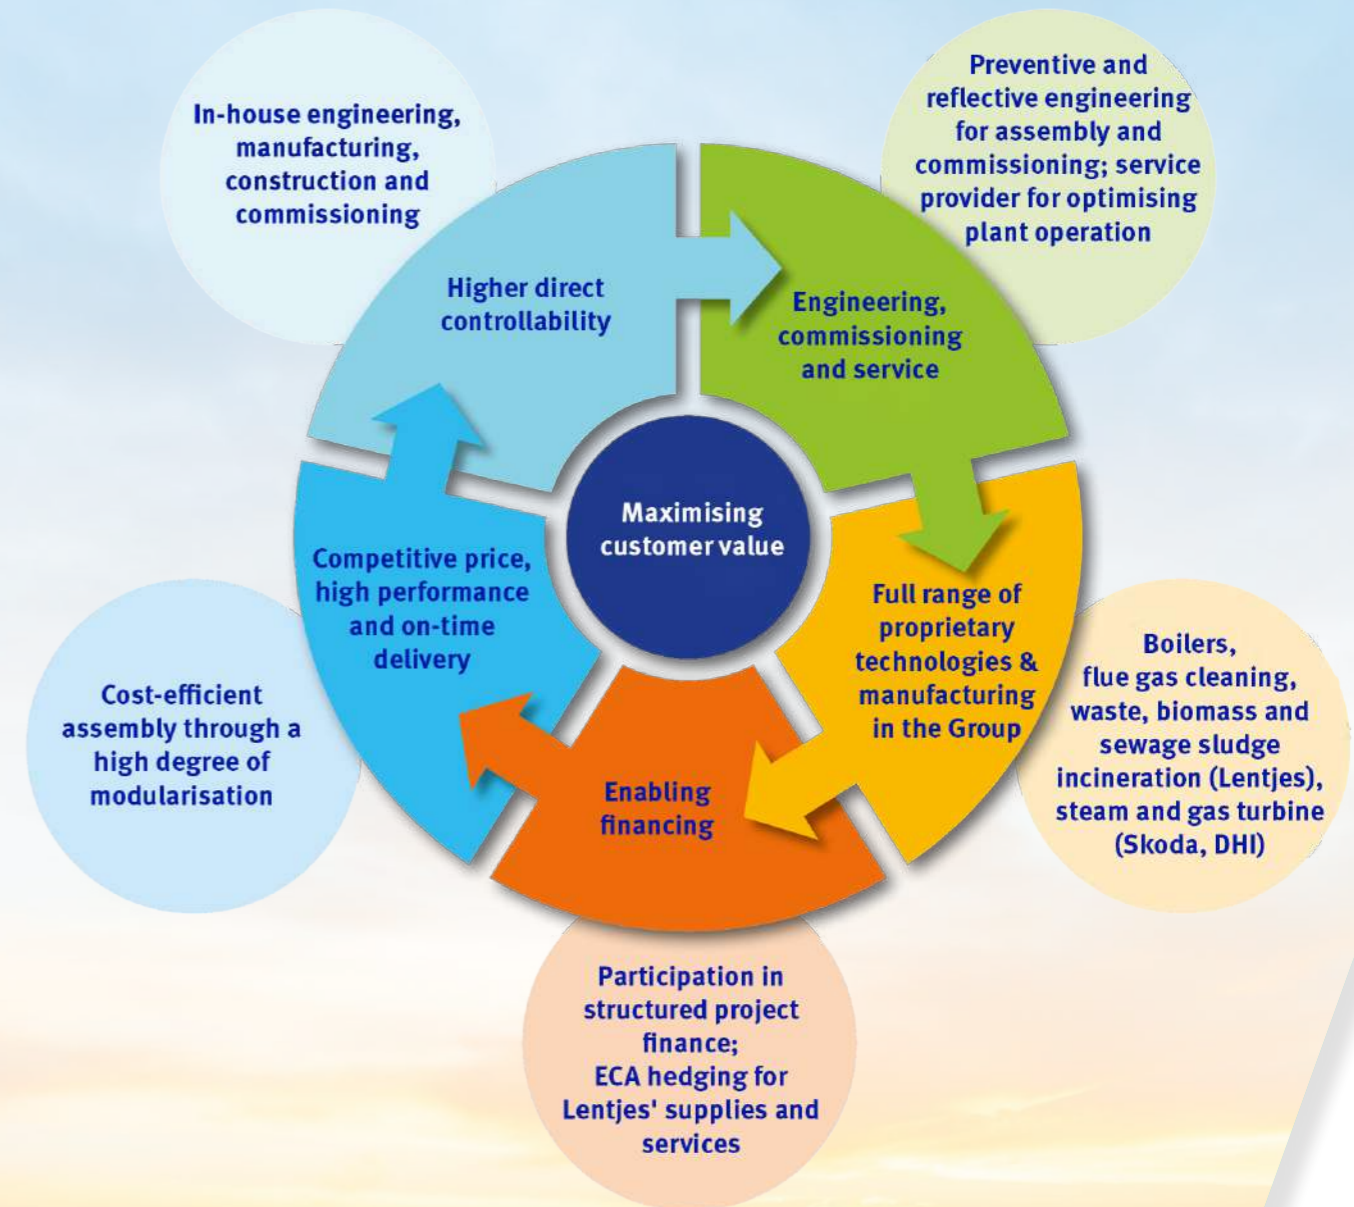 In-house engineering,
manufacturing,
construction and
commissioning
Preventive and
reflective engineering
for assembly and
commissioning; service
provider for optimising
plant operation
Higher direct
controllability
Engineering,
commissioning
and service
Maximising
customer value
Competitive price,
high performance
and on-time
delivery
Full range of
proprietary
technologies &
manufacturing
in the Group
Boilers,
flue gas cleaning,
waste, biomass and
sewage sludge
incineration (Lentjes),
steam and gas turbine
(Skoda, DHI)
Cost-efficient
assembly through a
high degree of
modularisation
Enabling
financing
Participation in
structured project
finance;
ECA hedging for
Lentjes' supplies and
services